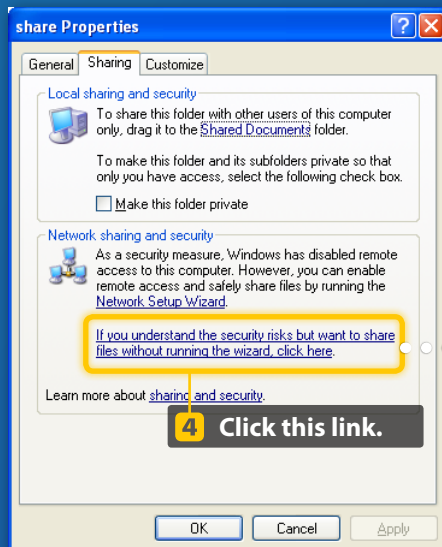 share Properties
General Sharing Customize
Local sharing and security
To share this folder with other users of this computer
only, drag it to the Shared Documents folder.
To make this folder and its subfolders private so that
only you have access, select the following check box.
Make this folder private
Network sharing and security
As a security measure, Windows has disabled remote
access to this computer. However, you can enable
remote access and safely share files by running the
Network Setup Wizard.
If you understand the security risks but want to share
files without running the wizard, click here.
Learn more about sharing and security.
4 Click this link.
OK Cancel Apply